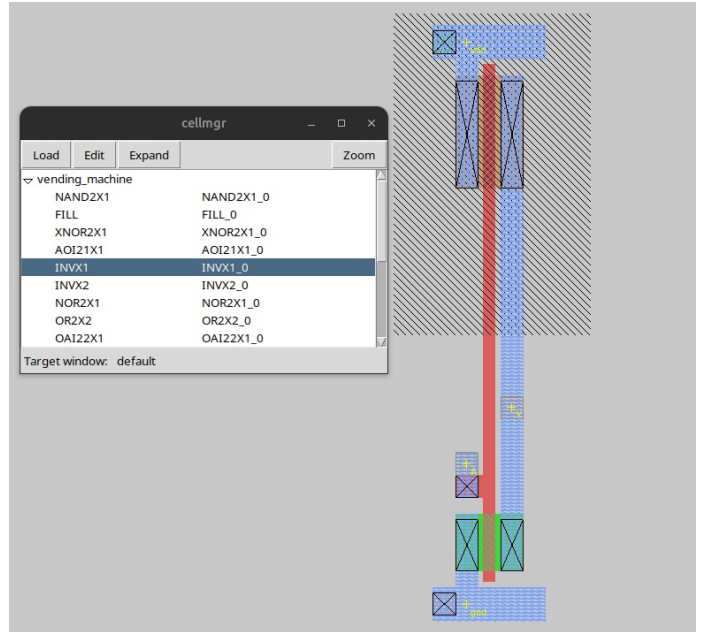 cellmgr
Load Edit Expand Zoom
vending_machine
NAND2X1 NAND2X1_0
FILL FILL_0
XNOR2X1 XNOR2X1_0
AOI21X1 AOI21X1_0
INVX1 INVX1_0
INVX2 INVX2_0
NOR2X1 NOR2X1_0
OR2X2 OR2X2_0
OAI22X1 OAI22X1_0
Target window: default
vdd
Y
A
gnd